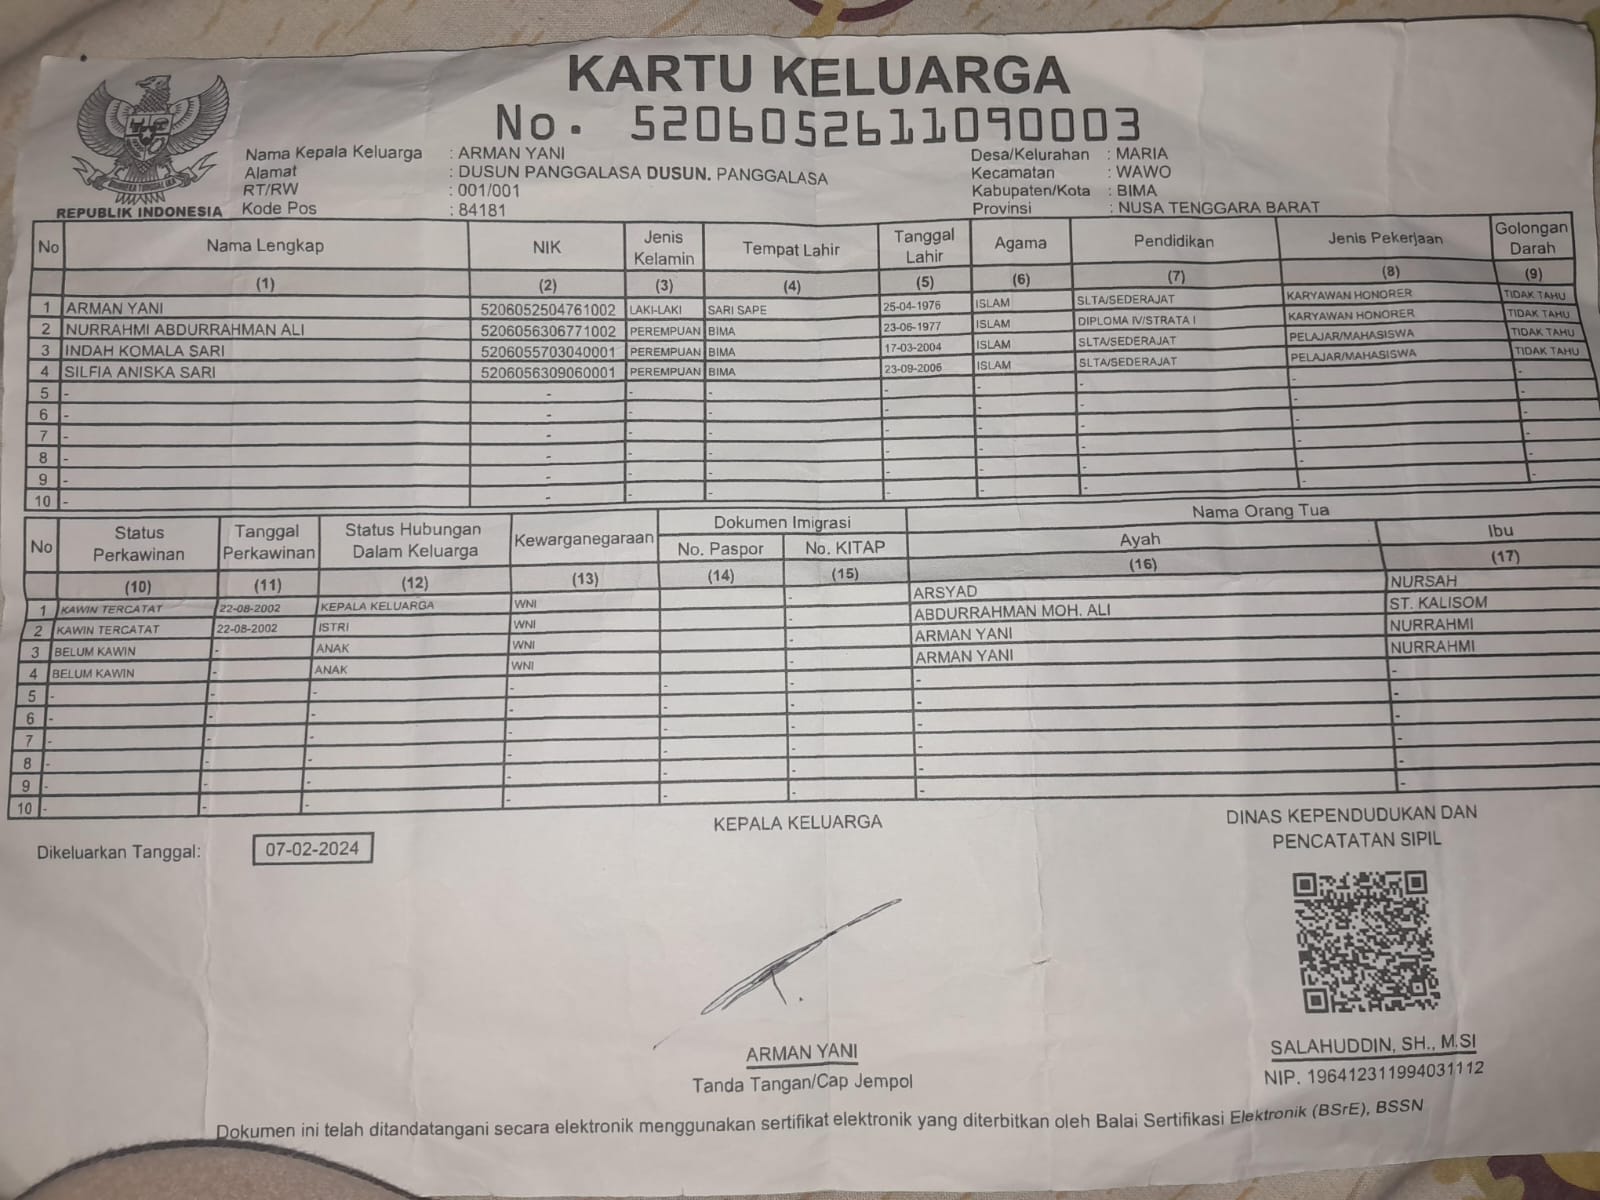 KARTU KELUARGA
No. 5206052611090003
REPUBLIK INDONESIA
Nama Kepala Keluarga : ARMAN YANI
Alamat : DUSUN PANGGALASA DUSUN. PANGGALASA
RT/RW : 001/001
Kode Pos : 84181
Desa/Kelurahan : MARIA
Kecamatan : WAWO
Kabupaten/Kota : BIMA
Provinsi : NUSA TENGGARA BARAT
No Nama Lengkap NIK Jenis Kelamin Tempat Lahir Tanggal Lahir Agama Pendidikan Jenis Pekerjaan Golongan Darah
(1) (2) (3) (4) (5) (6) (7) (8) (9)
1 ARMAN YANI 5206052504761002 LAKI-LAKI SARI SAPE 25-04-1976 ISLAM SLTA/SEDERAJAT KARYAWAN HONORER TIDAK TAHU
2 NURRAHMI ABDURRAHMAN ALI 5206056306771002 PEREMPUAN BIMA 23-06-1977 ISLAM DIPLOMA IV/STRATA I KARYAWAN HONORER TIDAK TAHU
3 INDAH KOMALA SARI 5206055703040001 PEREMPUAN BIMA 17-03-2004 ISLAM SLTA/SEDERAJAT PELAJAR/MAHASISWA TIDAK TAHU
4 SILFIA ANISKA SARI 5206056309060001 PEREMPUAN BIMA 23-09-2006 ISLAM SLTA/SEDERAJAT PELAJAR/MAHASISWA TIDAK TAHU
5 - - - - - - - - -
6 - - - - - - - - -
7 - - - - - - - - -
8 - - - - - - - - -
9 - - - - - - - - -
10 - - - - - - - - -
No Status Perkawinan Tanggal Perkawinan Status Hubungan Dalam Keluarga Kewarganegaraan Dokumen Imigrasi Nama Orang Tua
No. Paspor No. KITAP Ayah Ibu
(10) (11) (12) (13) (14) (15) (16) (17)
1 KAWIN TERCATAT 22-08-2002 KEPALA KELUARGA WNI - ARSYAD NURSAH
2 KAWIN TERCATAT 22-08-2002 ISTRI WNI - ABDURRAHMAN MOH. ALI ST. KALISOM
3 BELUM KAWIN - ANAK WNI - ARMAN YANI NURRAHMI
4 BELUM KAWIN - ANAK WNI - ARMAN YANI NURRAHMI
5 - - - - - - - -
6 - - - - - - - -
7 - - - - - - - -
8 - - - - - - - -
9 - - - - - - - -
10 - - - - - - - -
Dikeluarkan Tanggal: 07-02-2024
KEPALA KELUARGA
ARMAN YANI
Tanda Tangan/Cap Jempol
DINAS KEPENDUDUKAN DAN
PENCATATAN SIPIL
SALAHUDDIN, SH., M.SI
NIP. 196412311994031112
Dokumen ini telah ditandatangani secara elektronik menggunakan sertifikat elektronik yang diterbitkan oleh Balai Sertifikasi Elektronik (BSrE), BSSN